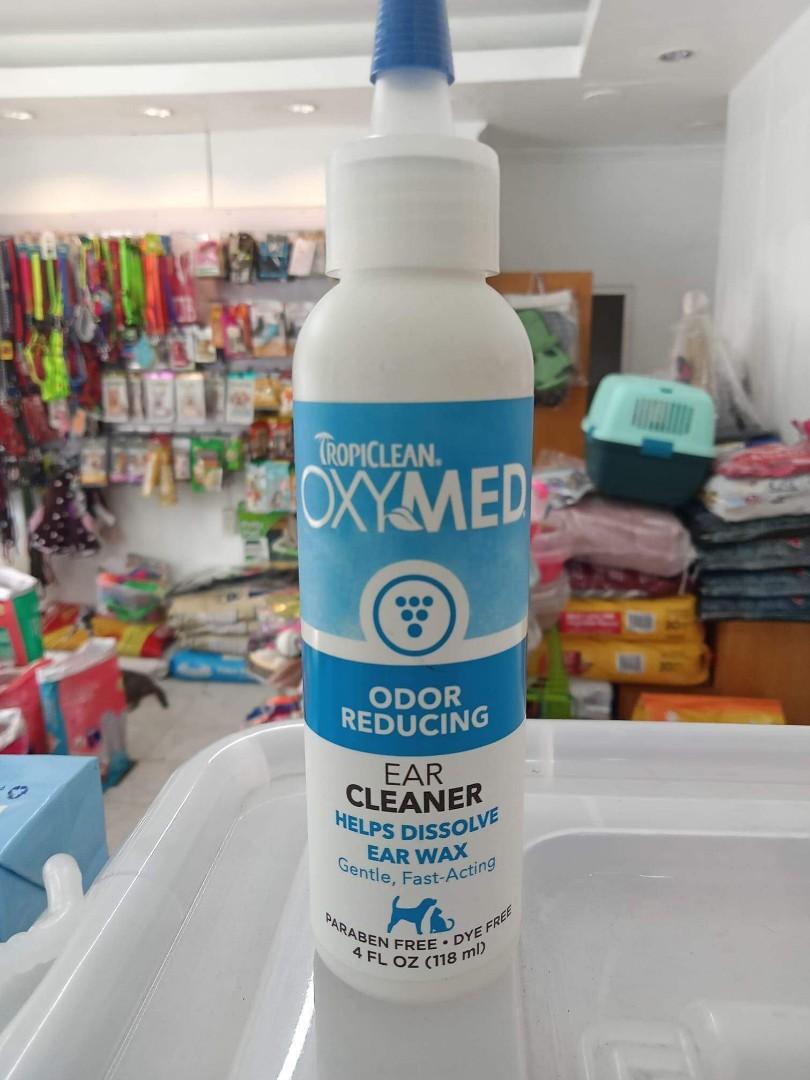 TROPICLEAN®
OXYMED®
ODOR
REDUCING
EAR
CLEANER
HELPS DISSOLVE
EAR WAX
Gentle, Fast-Acting
PARABEN FREE • DYE FREE
4 FL OZ (118 ml)